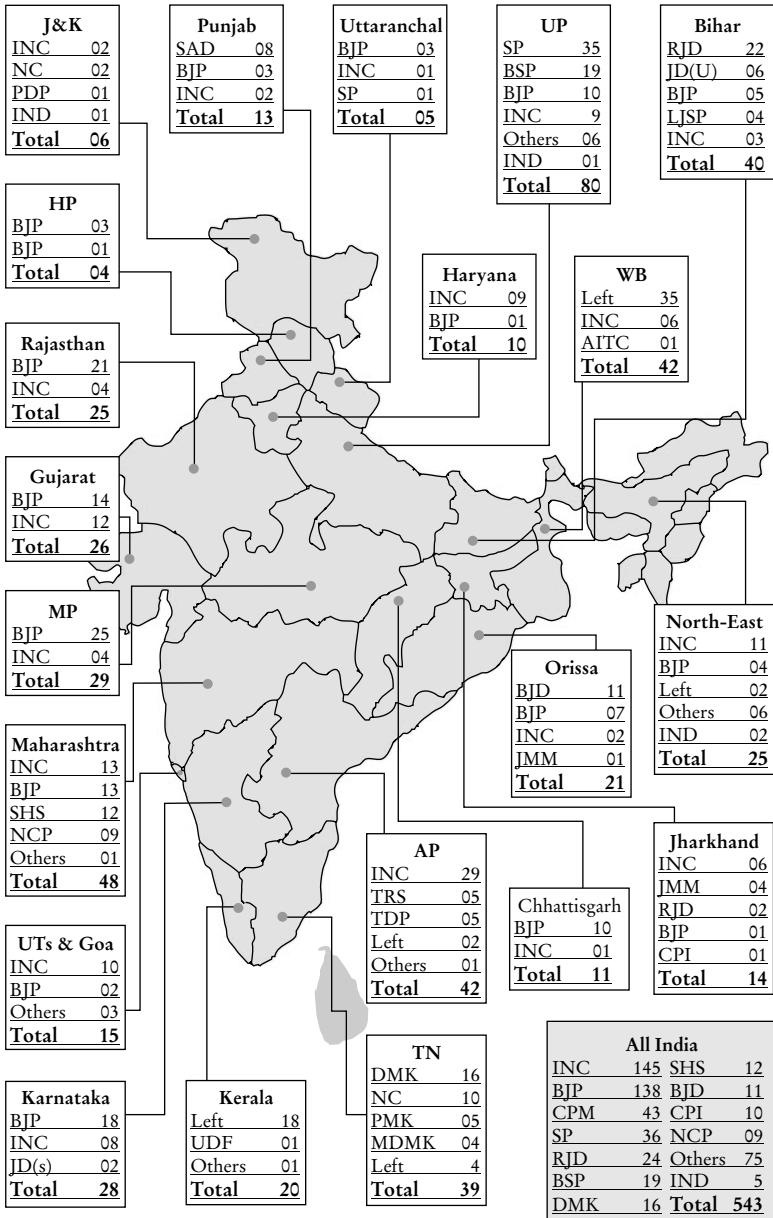 J&K
INC 02
NC 02
PDP 01
IND 01
Total 06
Punjab
SAD 08
BJP 03
INC 02
Total 13
Uttaranchal
BJP 03
INC 01
SP 01
Total 05
UP
SP 35
BSP 19
BJP 10
INC 9
Others 06
IND 01
Total 80
Bihar
RJD 22
JD(U) 06
BJP 05
LJSP 04
INC 03
Total 40
HP
BJP 03
BJP 01
Total 04
Haryana
INC 09
BJP 01
Total 10
WB
Left 35
INC 06
AITC 01
Total 42
Rajasthan
BJP 21
INC 04
Total 25
Gujarat
BJP 14
INC 12
Total 26
MP
BJP 25
INC 04
Total 29
North-East
INC 11
BJP 04
Left 02
Others 06
IND 02
Total 25
Orissa
BJD 11
BJP 07
INC 02
JMM 01
Total 21
Maharashtra
INC 13
BJP 13
SHS 12
NCP 09
Others 01
Total 48
AP
INC 29
TRS 05
TDP 05
Left 02
Others 01
Total 42
Chhattisgarh
BJP 10
INC 01
Total 11
Jharkhand
INC 06
JMM 04
RJD 02
BJP 01
CPI 01
Total 14
UTs & Goa
INC 10
BJP 02
Others 03
Total 15
Karnataka
BJP 18
INC 08
JD(s) 02
Total 28
Kerala
Left 18
UDF 01
Others 01
Total 20
TN
DMK 16
NC 10
PMK 05
MDMK 04
Left 4
Total 39
All India
INC 145 SHS 12
BJP 138 BJD 11
CPM 43 CPI 10
SP 36 NCP 09
RJD 24 Others 75
BSP 19 IND 5
DMK 16 Total 543